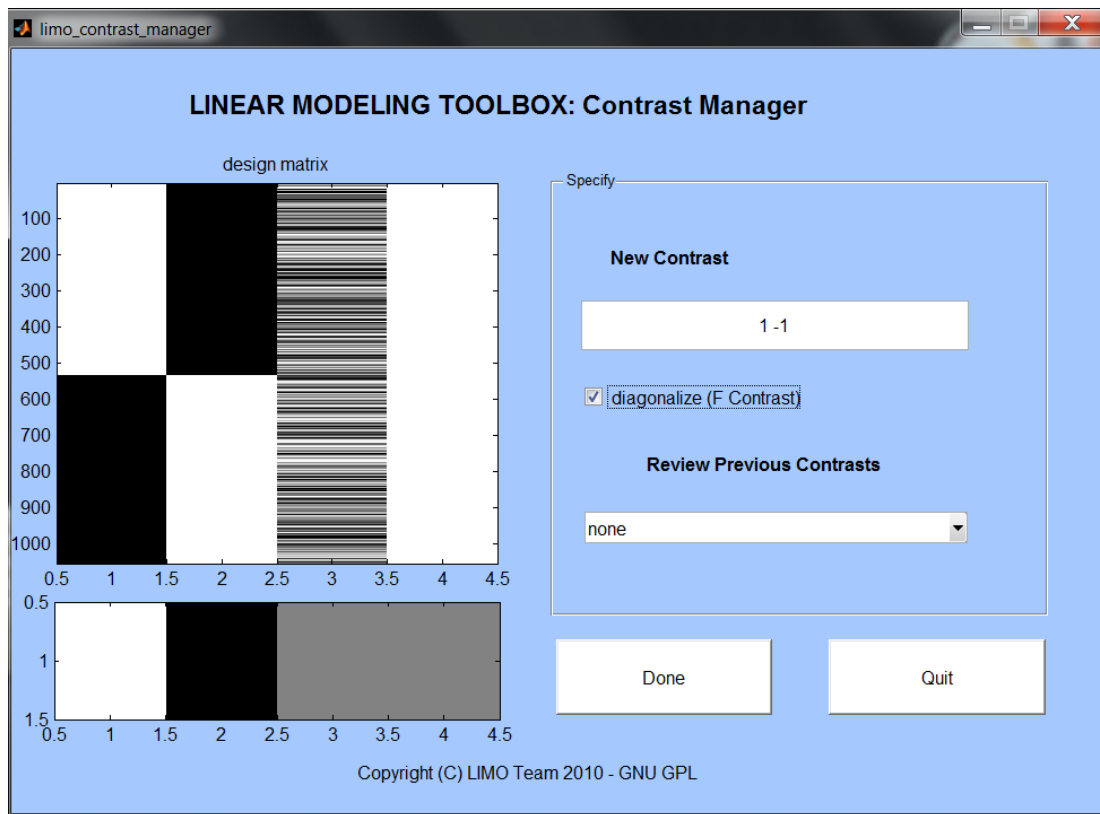 limo_contrast_manager
LINEAR MODELING TOOLBOX: Contrast Manager
design matrix
100
200
300
400
500
600
700
800
900
1000
0.5 1 1.5 2 2.5 3 3.5 4 4.5
0.5
1
1.5
0.5 1 1.5 2 2.5 3 3.5 4 4.5
Specify
New Contrast
1 -1
diagonalize (F Contrast)
Review Previous Contrasts
none
Done Quit
Copyright (C) LIMO Team 2010 - GNU GPL